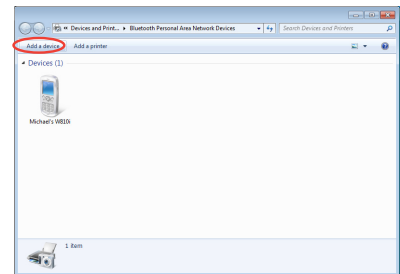 « Devices and Print... ▸ Bluetooth Personal Area Network Devices
Search Devices and Printers
Add a device
Add a printer
Devices (1)
Michael's W810i
1 item